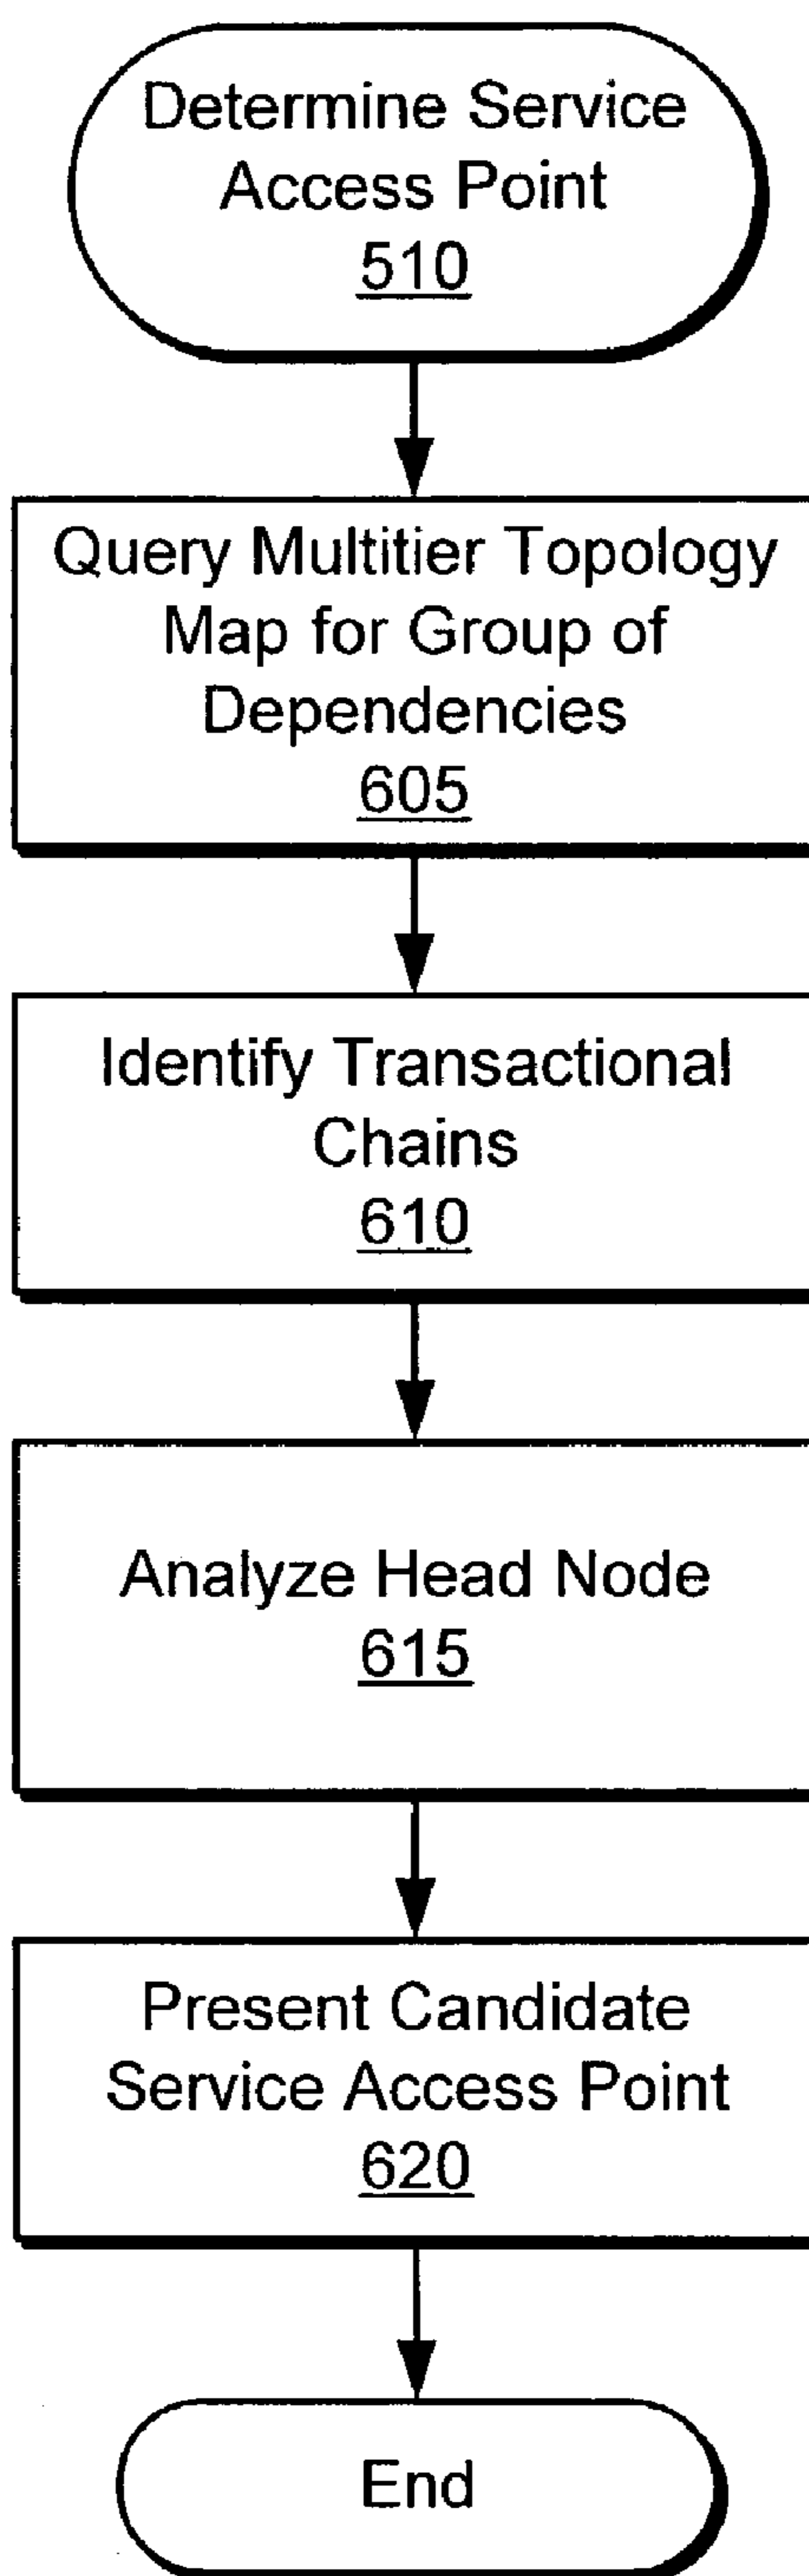 Determine Service
Access Point
510
Query Multitier Topology
Map for Group of
Dependencies
605
Identify Transactional
Chains
610
Analyze Head Node
615
Present Candidate
Service Access Point
620
End